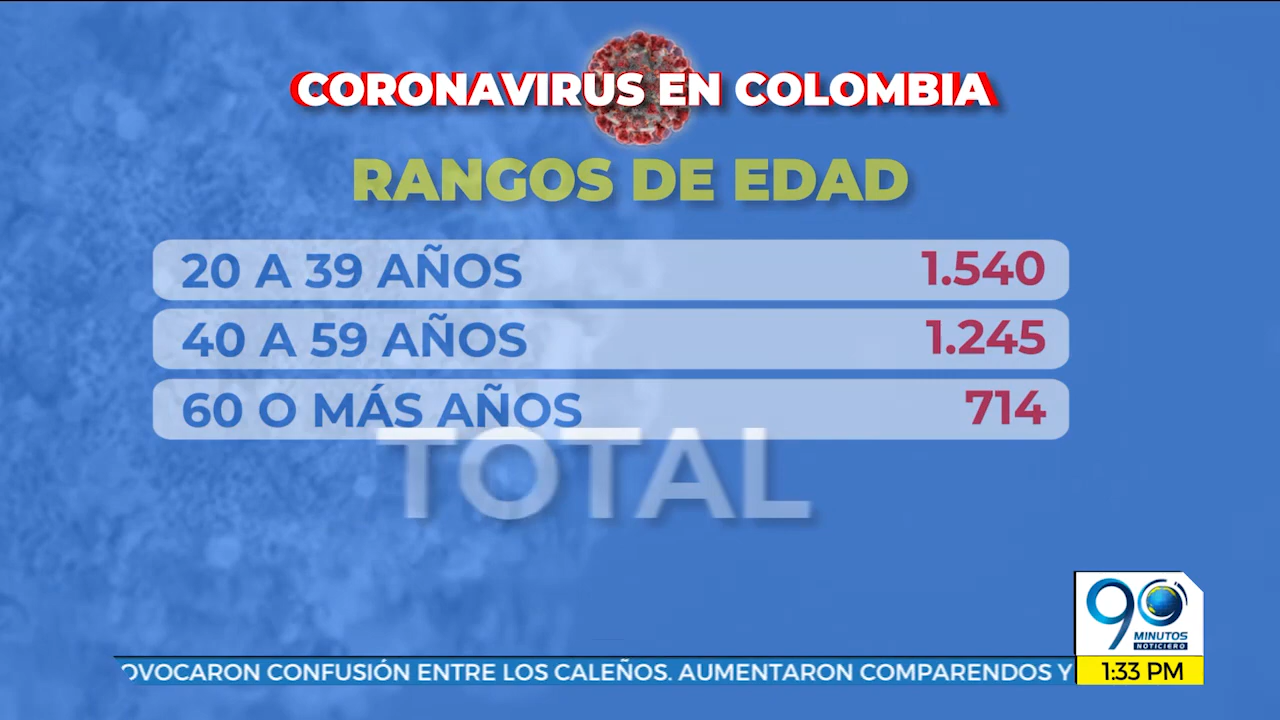 CORONAVIRUS EN COLOMBIA
RANGOS DE EDAD
20 A 39 AÑOS 1.540
40 A 59 AÑOS 1.245
60 O MÁS AÑOS 714
TOTAL
90
MINUTOS
NOTICIERO
OVOCARON CONFUSIÓN ENTRE LOS CALEÑOS. AUMENTARON COMPARENDOS Y
1:33 PM